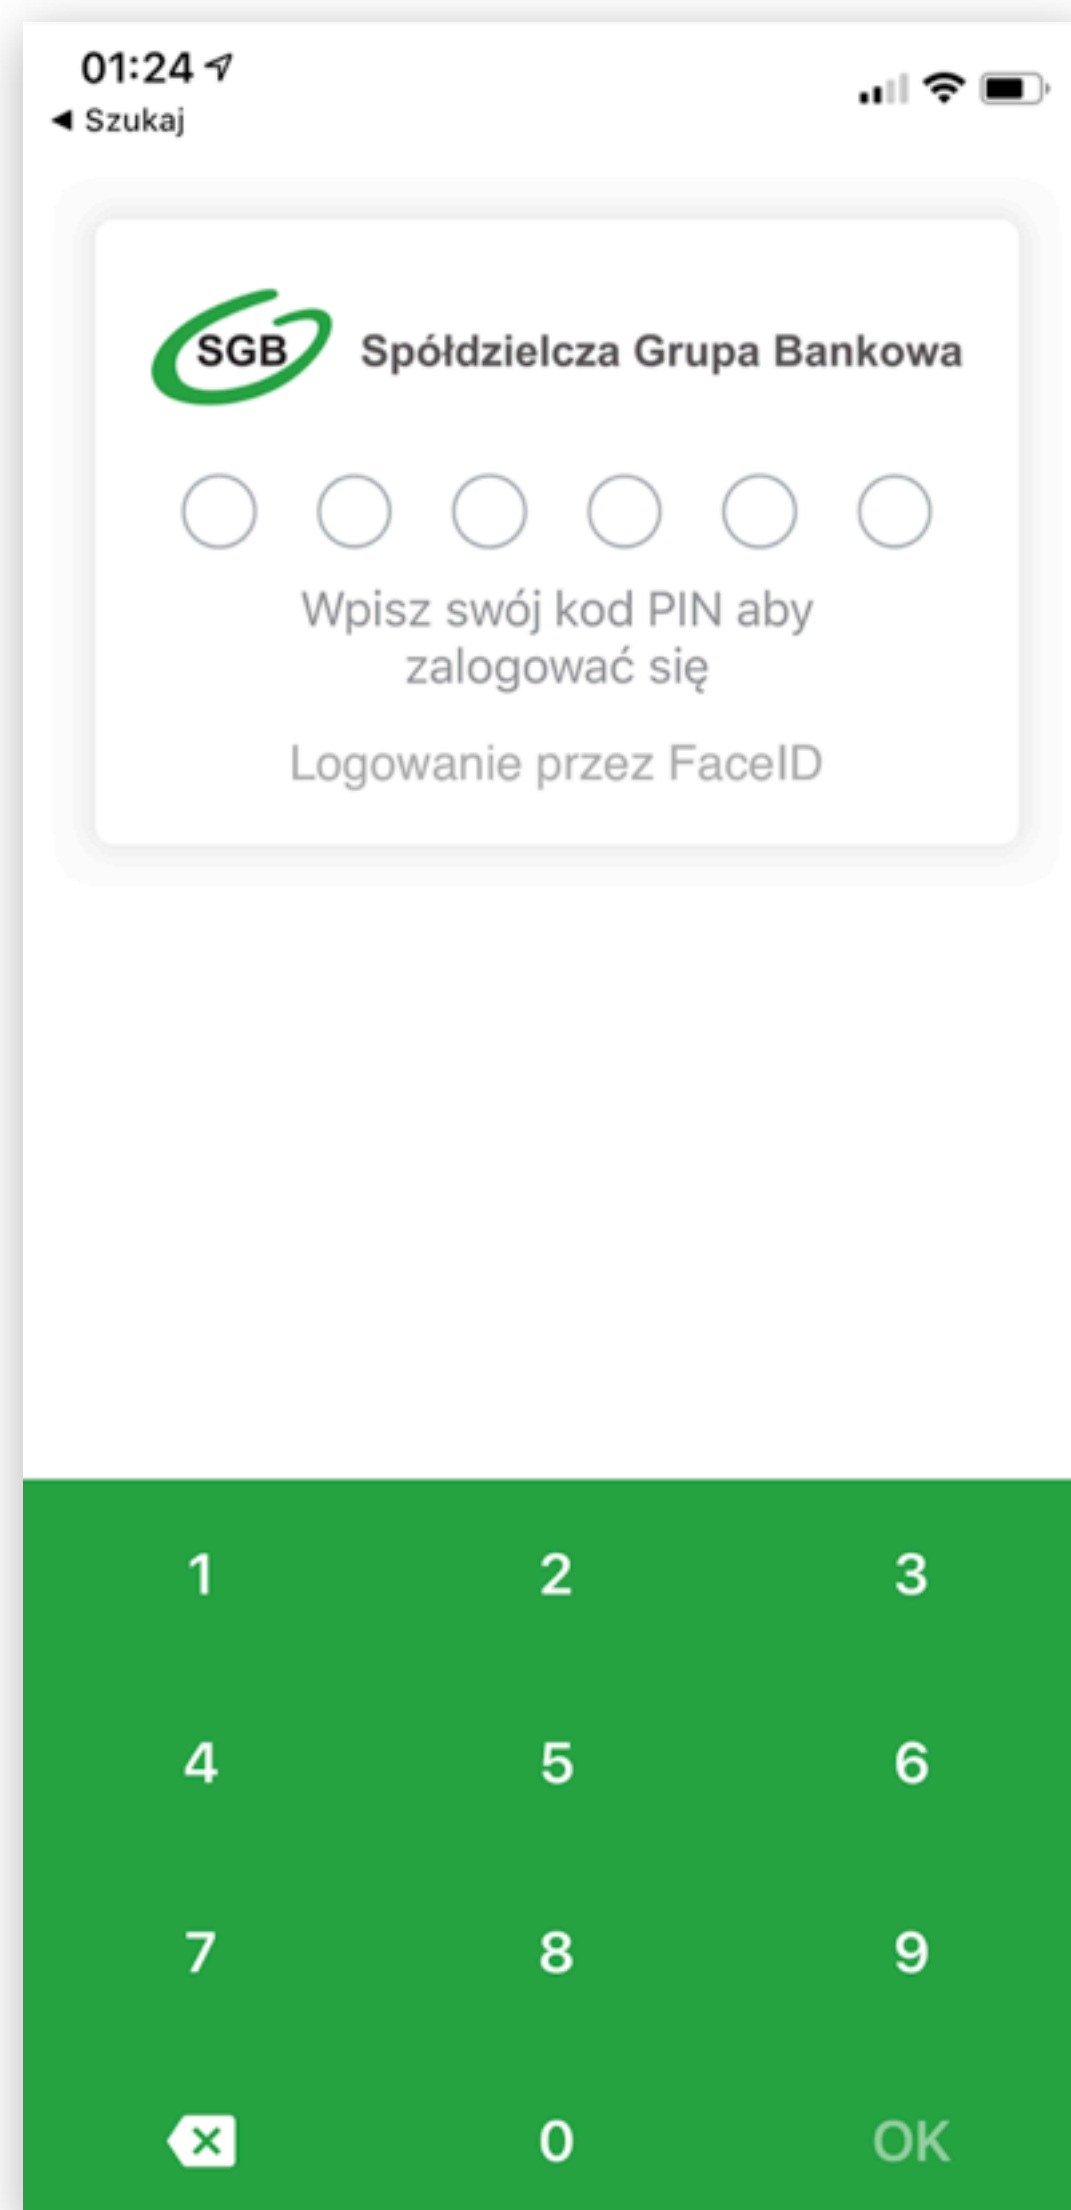 01:24
◀ Szukaj
SGB Spółdzielcza Grupa Bankowa
Wpisz swój kod PIN aby
zalogować się
Logowanie przez FaceID
1 2 3
4 5 6
7 8 9
0 OK